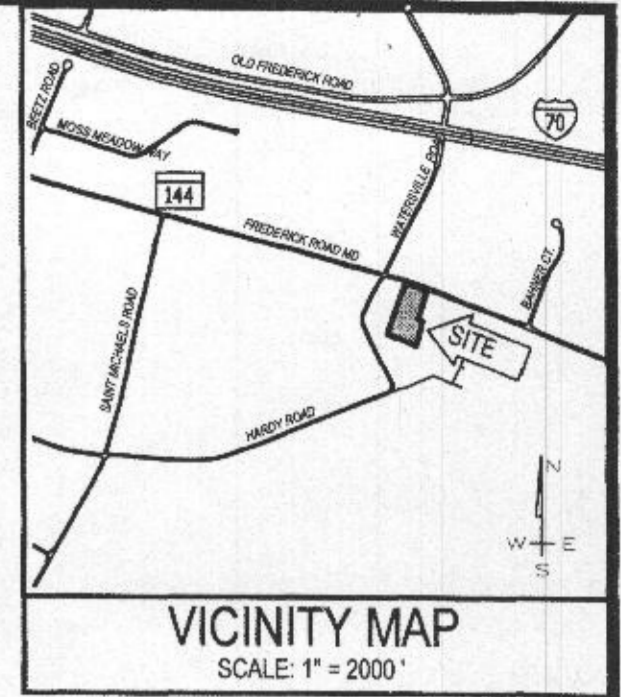 OLD FREDERICK ROAD
BEETZ ROAD
70
MOSS MEADOW WAY
WATERSVILLE ROAD
144
FREDERICK ROAD MD
BANNER CT.
SAINT MICHAELS ROAD
SITE
HARDY ROAD
N
W E
S
VICINITY MAP
SCALE: 1" = 2000 '